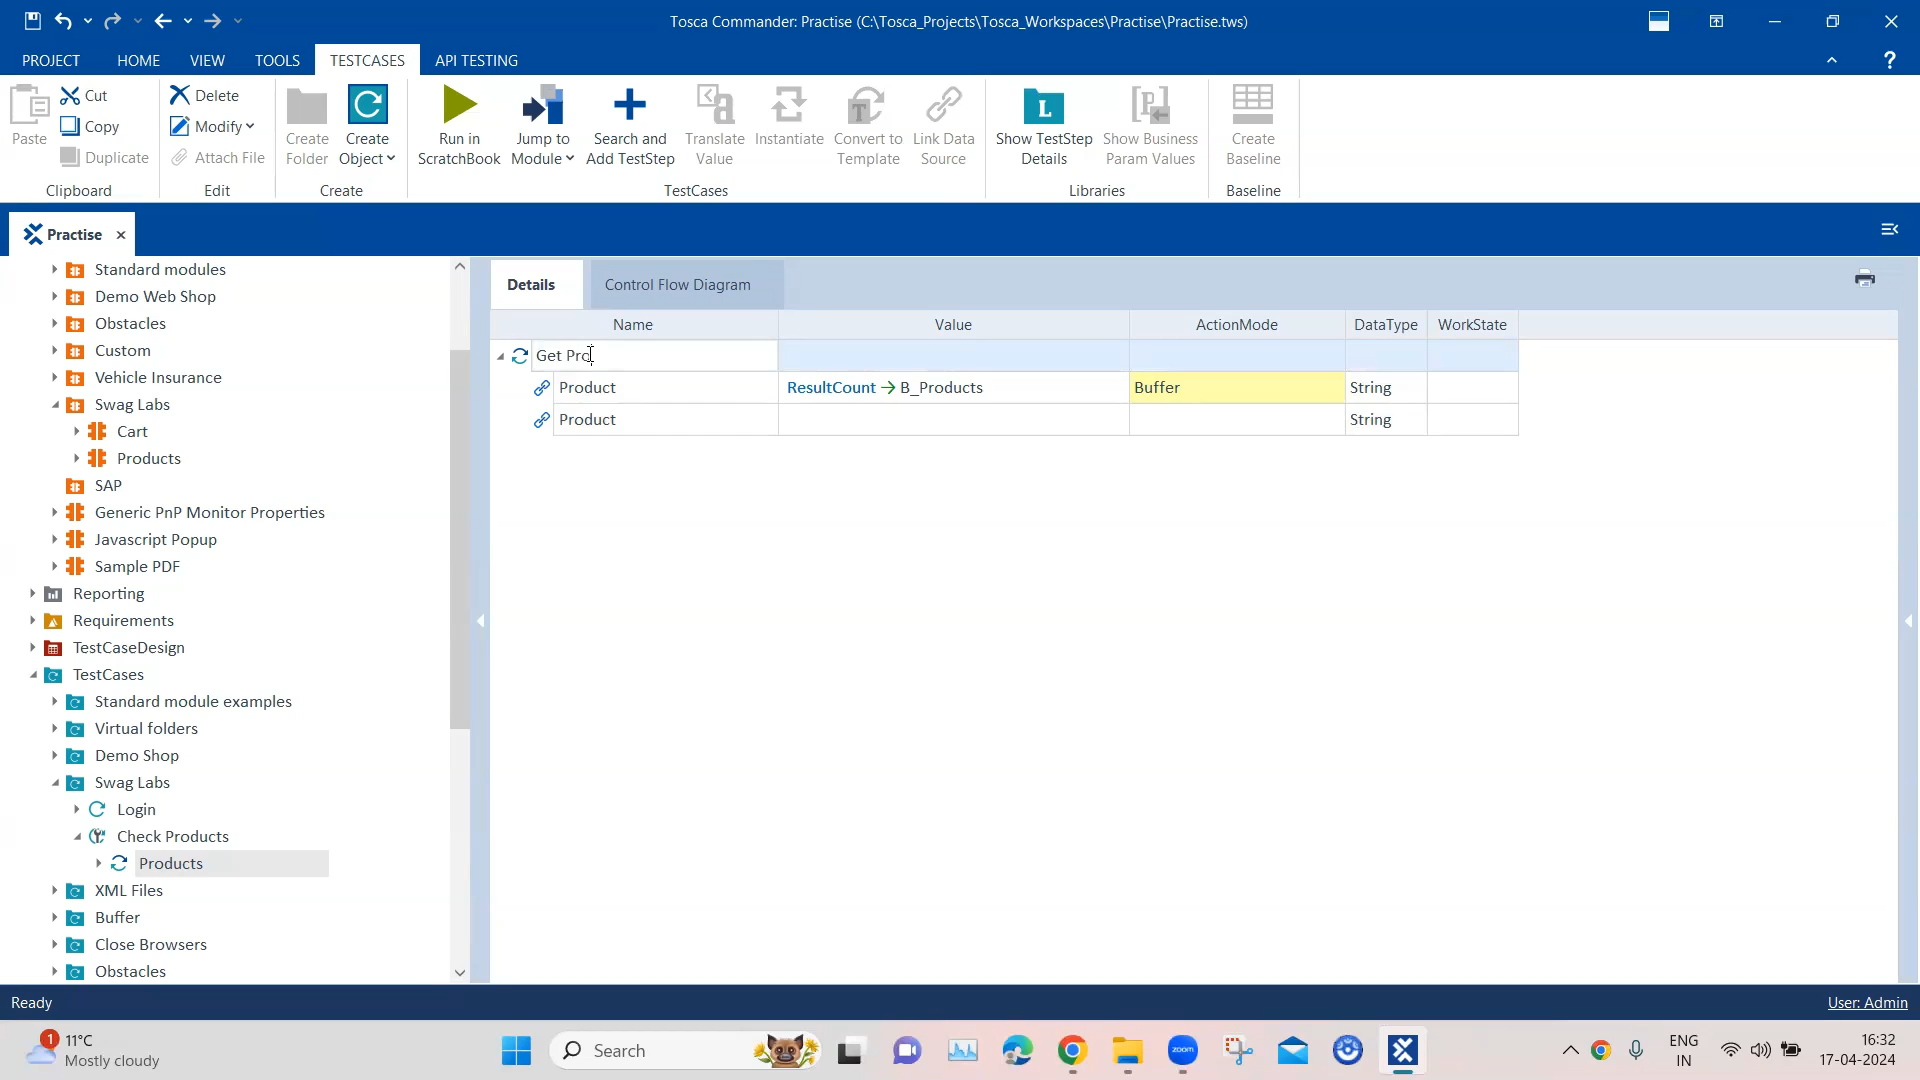 Tosca Commander: Practise (C:\Tosca_Projects\Tosca_Workspaces\Practise\Practise.tws)
PROJECT HOME VIEW TOOLS TESTCASES API TESTING
Paste
Cut
Copy
Duplicate
Clipboard
Delete
Modify
Attach File
Edit
Create Folder
Create Object
Create
Run in ScratchBook
Jump to Module
Search and Add TestStep
Translate Value
Instantiate
Convert to Template
Link Data Source
TestCases
Show TestStep Details
Show Business Param Values
Libraries
Create Baseline
Baseline
Practise
Standard modules
Demo Web Shop
Obstacles
Custom
Vehicle Insurance
Swag Labs
Cart
Products
SAP
Generic PnP Monitor Properties
Javascript Popup
Sample PDF
Reporting
Requirements
TestCaseDesign
TestCases
Standard module examples
Virtual folders
Demo Shop
Swag Labs
Login
Check Products
Products
XML Files
Buffer
Close Browsers
Obstacles
Details Control Flow Diagram
Name Value ActionMode DataType WorkState
Get Pro
Product ResultCount → B_Products Buffer String
Product String
Ready User: Admin
1 11°C
Mostly cloudy
Search
zoom
ENG
IN
16:32
17-04-2024